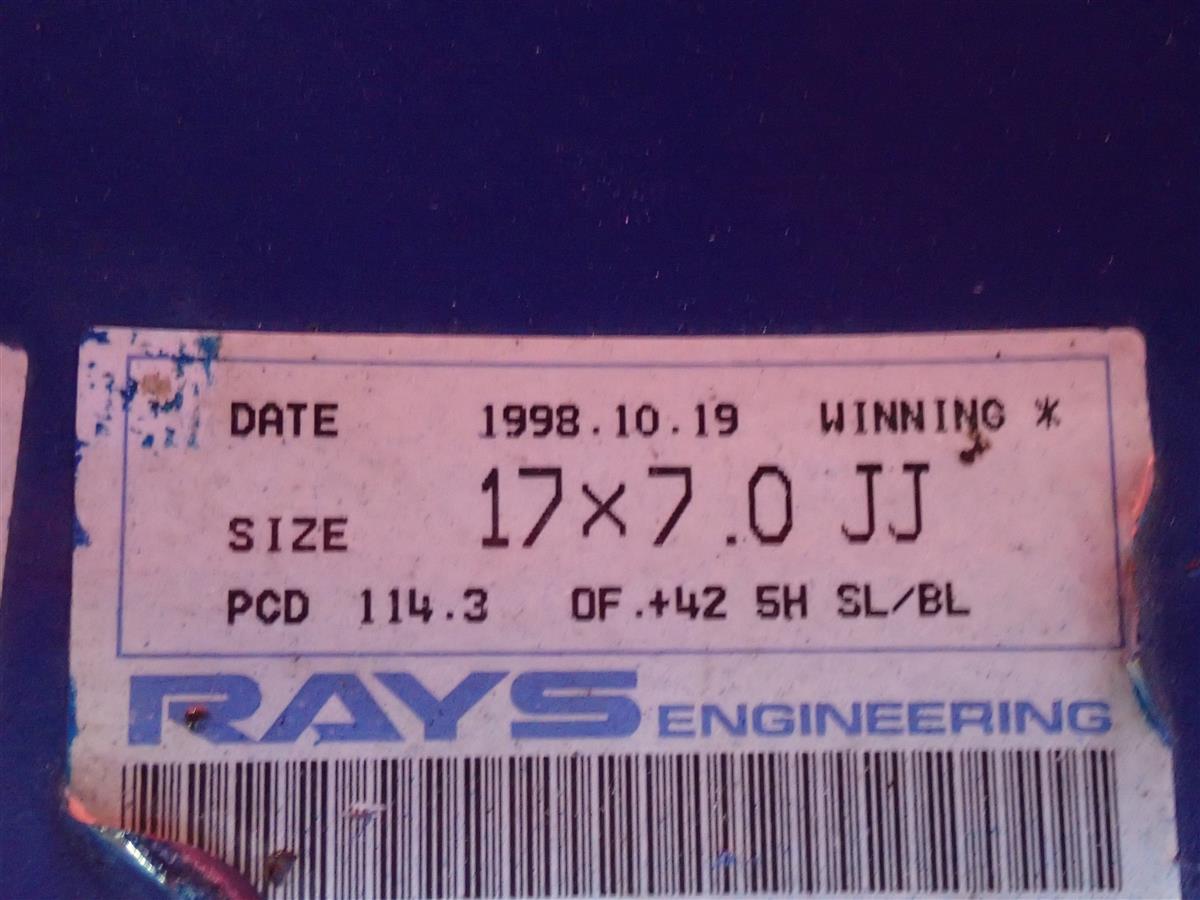 DATE 1998.10.19 WINNING *
SIZE 17×7.0 JJ
PCD 114.3 OF.+42 5H SL/BL
RAYS ENGINEERING